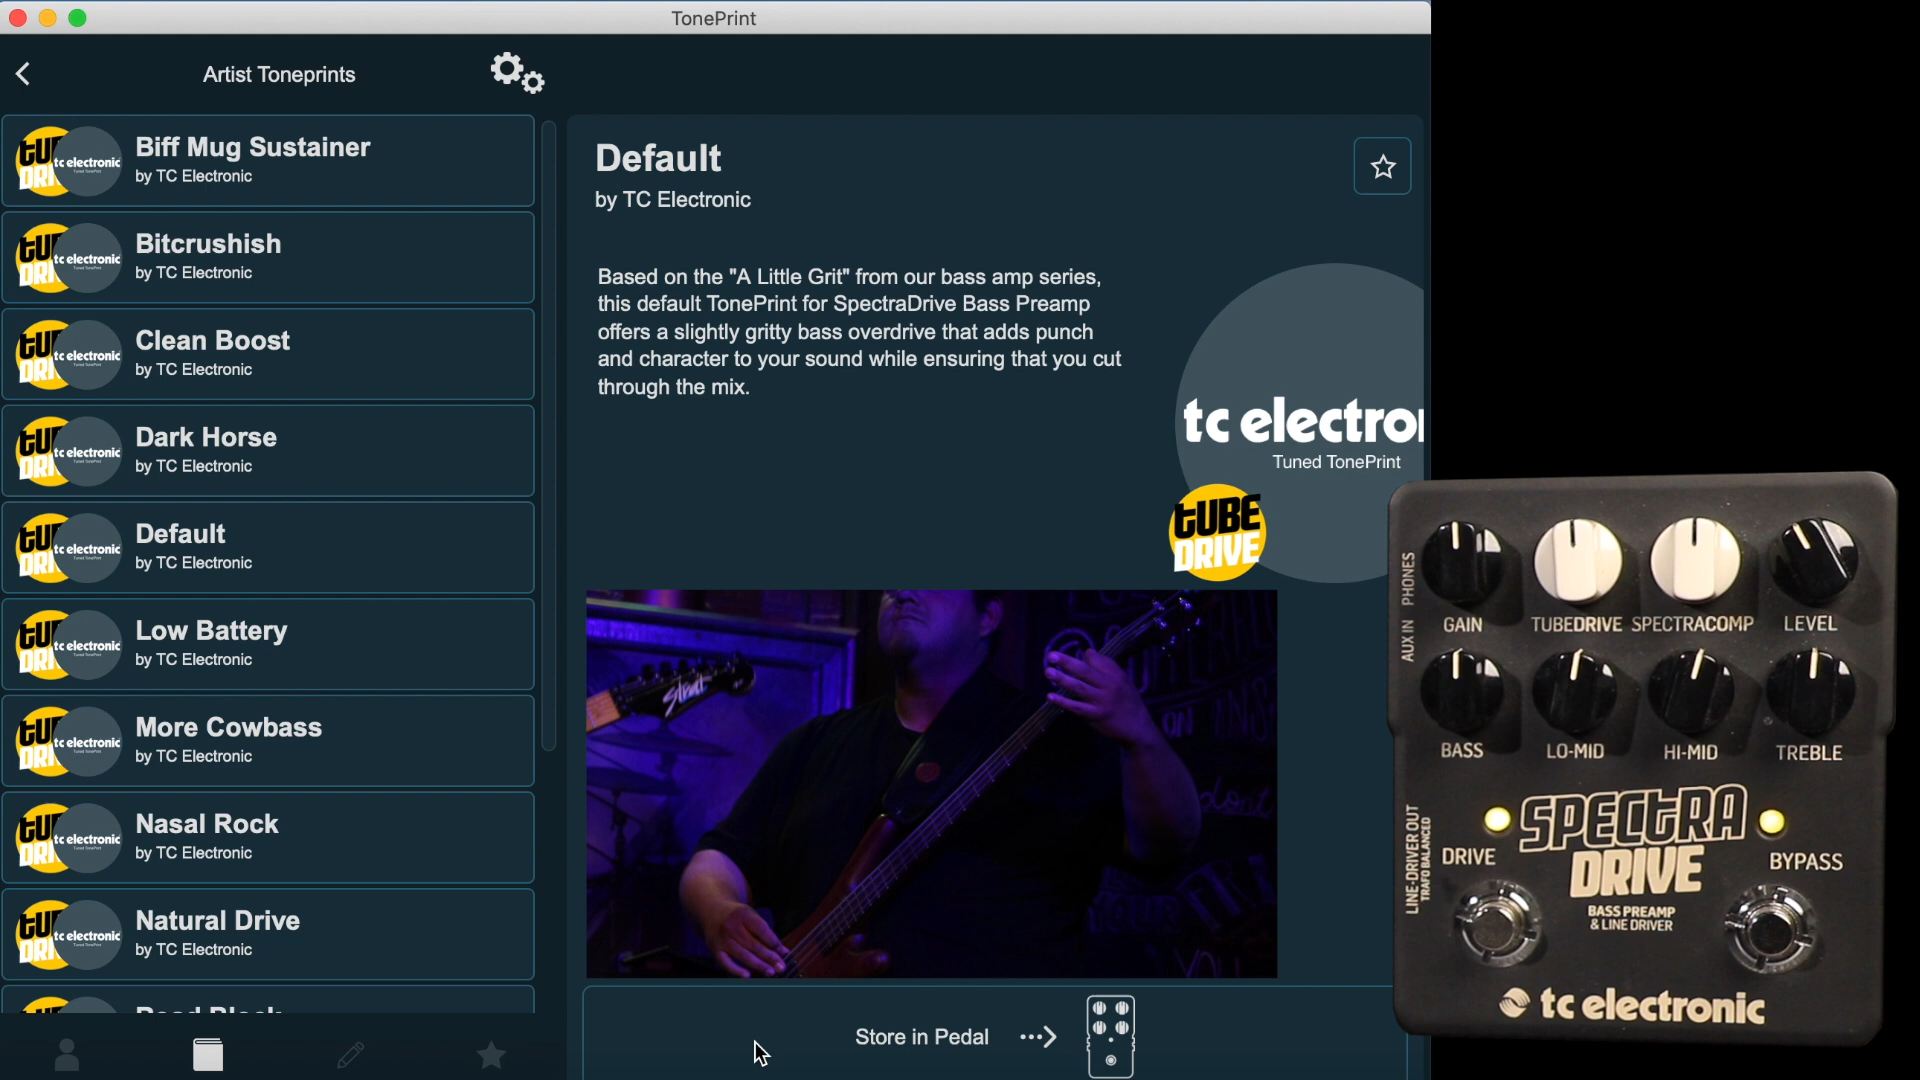 TonePrint
Artist Toneprints
Biff Mug Sustainer
by TC Electronic
Bitcrushish
by TC Electronic
Clean Boost
by TC Electronic
Dark Horse
by TC Electronic
Default
by TC Electronic
Low Battery
by TC Electronic
More Cowbass
by TC Electronic
Nasal Rock
by TC Electronic
Natural Drive
by TC Electronic
Default
by TC Electronic
Based on the "A Little Grit" from our bass amp series,
this default TonePrint for SpectraDrive Bass Preamp
offers a slightly gritty bass overdrive that adds punch
and character to your sound while ensuring that you cut
through the mix.
tc electro
Tuned TonePrint
TUBE
DRIVE
Store in Pedal
PHONES
AUX IN
GAIN
TUBEDRIVE
SPECTRACOMP
LEVEL
BASS
LO-MID
HI-MID
TREBLE
LINE-DRIVER OUT
TRAFO BALANCED
SPECTRA
DRIVE
DRIVE
BYPASS
BASS PREAMP
& LINE DRIVER
tc electronic